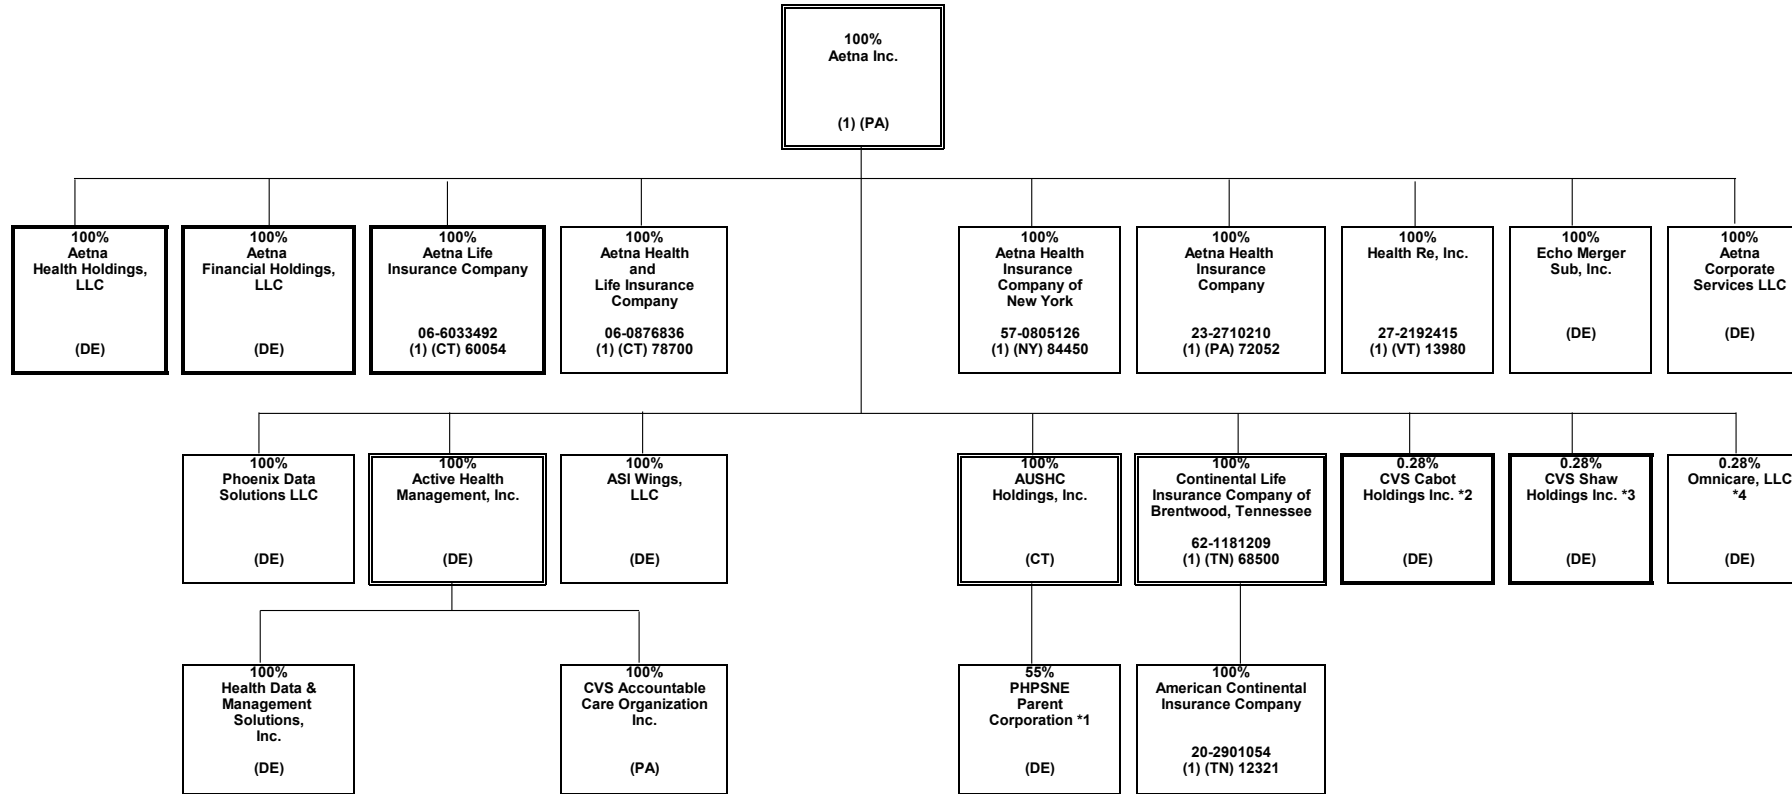 100%
Aetna Inc.
(1) (PA)
100%
Aetna
Health Holdings,
LLC
(DE)
100%
Aetna
Financial Holdings,
LLC
(DE)
100%
Aetna Life
Insurance Company
06-6033492
(1) (CT) 60054
100%
Aetna Health
and
Life Insurance
Company
06-0876836
(1) (CT) 78700
100%
Aetna Health
Insurance
Company of
New York
57-0805126
(1) (NY) 84450
100%
Aetna Health
Insurance
Company
23-2710210
(1) (PA) 72052
100%
Health Re, Inc.
27-2192415
(1) (VT) 13980
100%
Echo Merger
Sub, Inc.
(DE)
100%
Aetna
Corporate
Services LLC
(DE)
100%
Phoenix Data
Solutions LLC
(DE)
100%
Active Health
Management, Inc.
(DE)
100%
ASI Wings,
LLC
(DE)
100%
AUSHC
Holdings, Inc.
(CT)
100%
Continental Life
Insurance Company of
Brentwood, Tennessee
62-1181209
(1) (TN) 68500
0.28%
CVS Cabot
Holdings Inc. *2
(DE)
0.28%
CVS Shaw
Holdings Inc. *3
(DE)
0.28%
Omnicare, LLC
*4
(DE)
100%
Health Data &
Management
Solutions,
Inc.
(DE)
100%
CVS Accountable
Care Organization
Inc.
(PA)
55%
PHPSNE
Parent
Corporation *1
(DE)
100%
American Continental
Insurance Company
20-2901054
(1) (TN) 12321